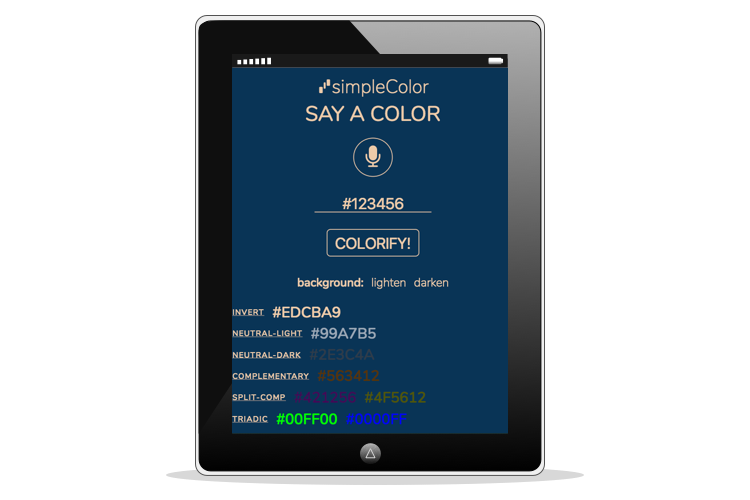 simpleColor
SAY A COLOR
#123456
COLORIFY!
background: lighten darken
INVERT #EDCBA9
NEUTRAL-LIGHT #99A7B5
NEUTRAL-DARK #2E3C4A
COMPLEMENTARY #563412
SPLIT-COMP #421256 #4F5612
TRIADIC #00FF00 #0000FF